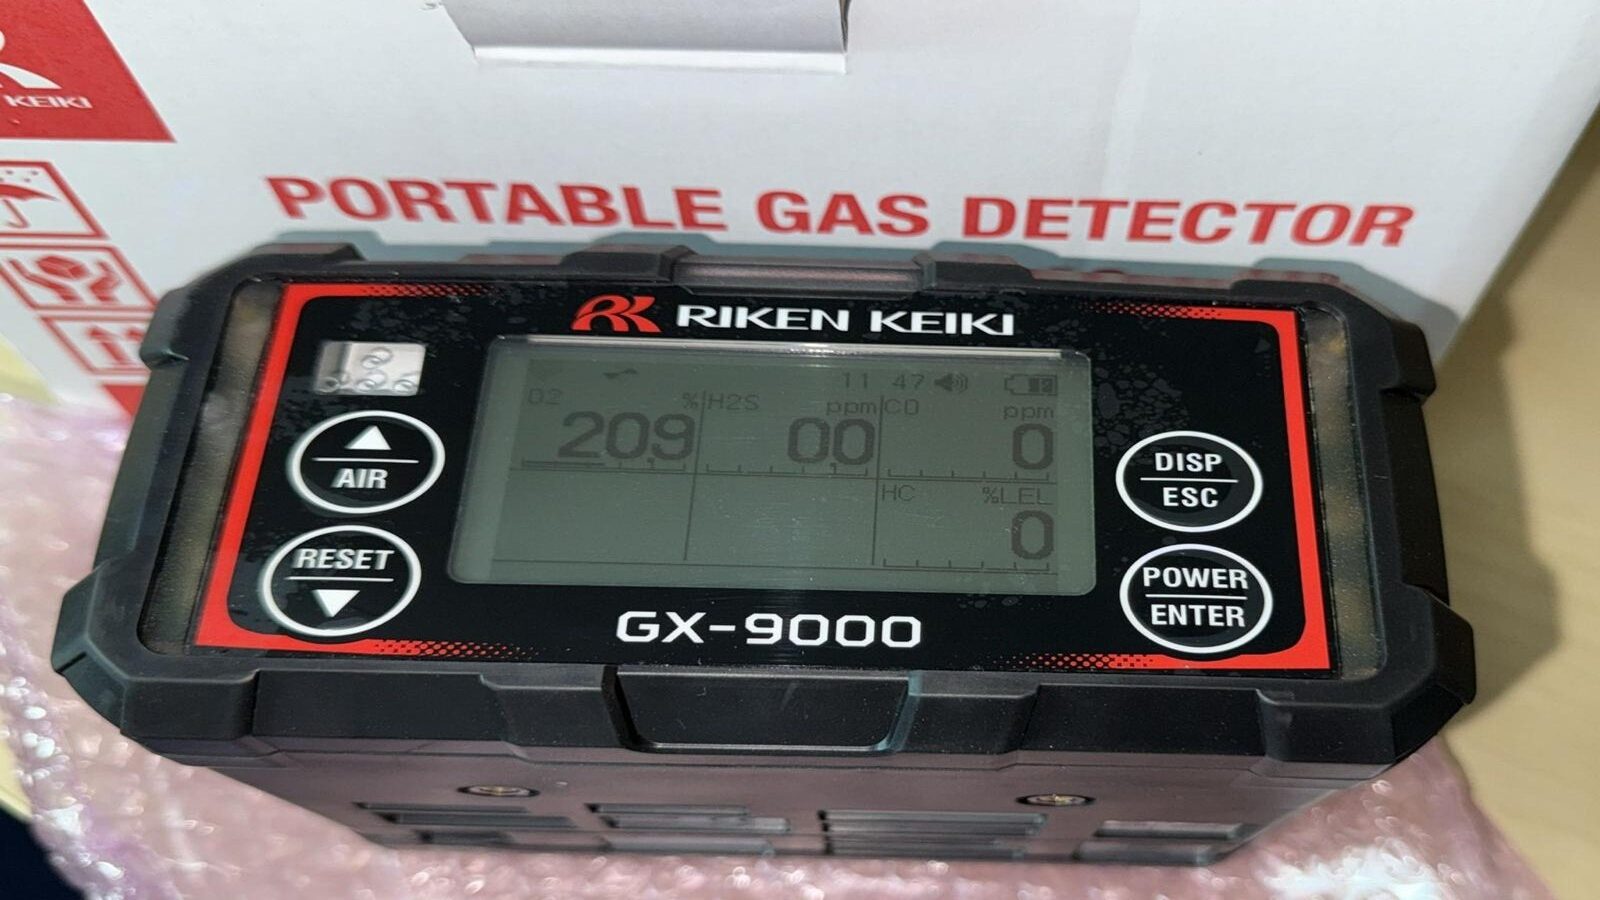 KEIKI
PORTABLE GAS DETECTOR
RIKEN KEIKI
11 47
O2 % H2S ppm CO ppm
209 00 0
HC %LEL
0
AIR
RESET
DISP
ESC
POWER
ENTER
GX-9000